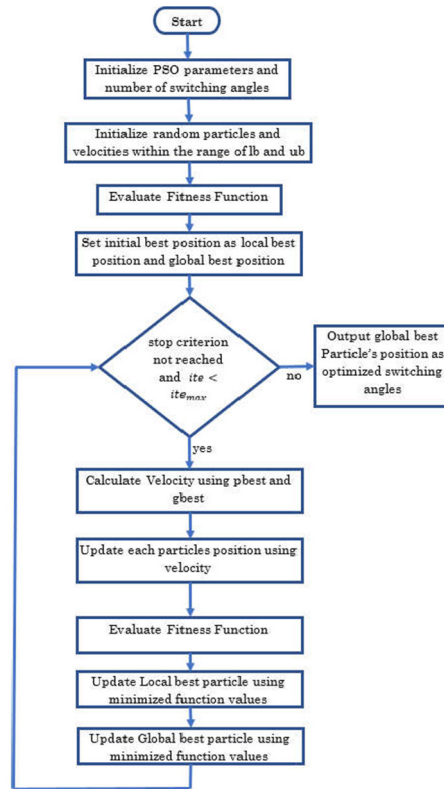 Start
Initialize PSO parameters and
number of switching angles
Initialize random particles and
velocities within the range of lb and ub
Evaluate Fitness Function
Set initial best position as local best
position and global best position
stop criterion
not reached
and ite <
ite_max
no
Output global best
Particle's position as
optimized switching
angles
yes
Calculate Velocity using pbest and
gbest
Update each particles position using
velocity
Evaluate Fitness Function
Update Local best particle using
minimized function values
Update Global best particle using
minimized function values